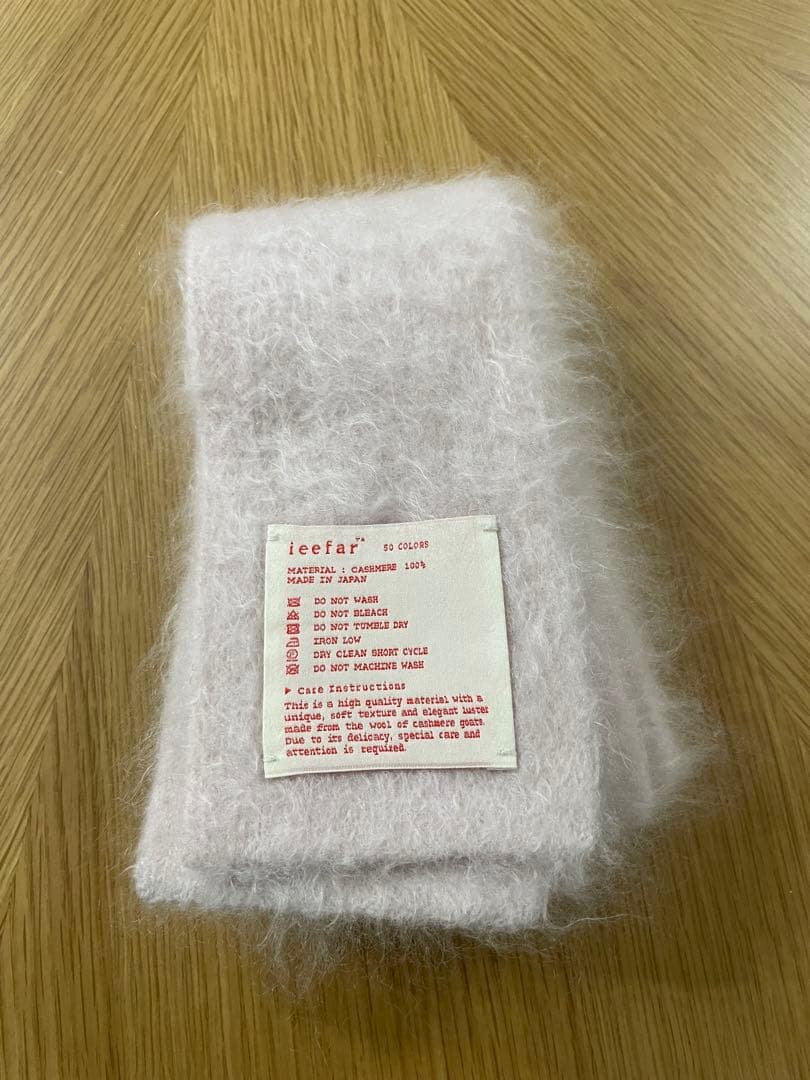 ieefar™ 50 COLORS
MATERIAL : CASHMERE 100%
MADE IN JAPAN
DO NOT WASH
DO NOT BLEACH
DO NOT TUMBLE DRY
IRON LOW
DRY CLEAN SHORT CYCLE
DO NOT MACHINE WASH
▶ Care Instructions
This is a high quality material with a
unique, soft texture and elegant luster
made from the wool of cashmere goats.
Due to its delicacy, special care and
attention is required.